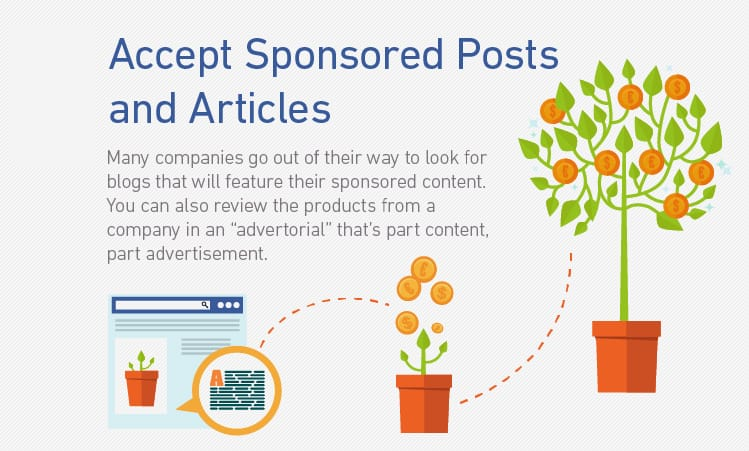 Accept Sponsored Posts
and Articles
Many companies go out of their way to look for
blogs that will feature their sponsored content.
You can also review the products from a
company in an “advertorial” that’s part content,
part advertisement.
A